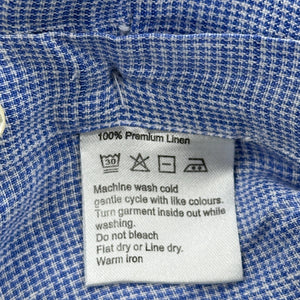 100% Premium Linen
30
Machine wash cold
gentle cycle with like colours.
Turn garment inside out while
washing.
Do not bleach
Flat dry or Line dry.
Warm iron